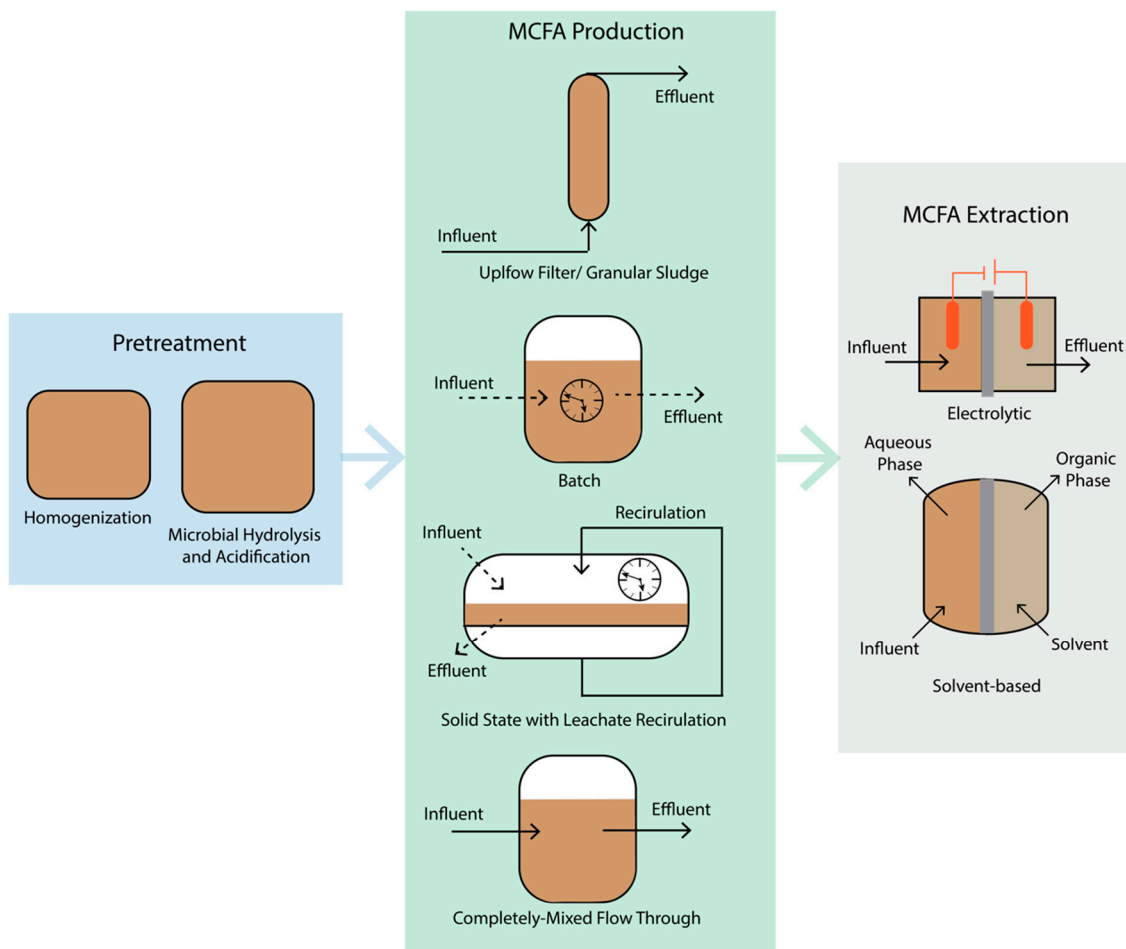 Pretreatment
Homogenization
Microbial Hydrolysis
and Acidification
MCFA Production
Effluent
Influent
Uplfow Filter/ Granular Sludge
Influent
Effluent
Batch
Recirulation
Influent
Effluent
Solid State with Leachate Recirulation
Influent
Effluent
Completely-Mixed Flow Through
MCFA Extraction
Influent
Effluent
Electrolytic
Aqueous
Phase
Organic
Phase
Influent
Solvent
Solvent-based